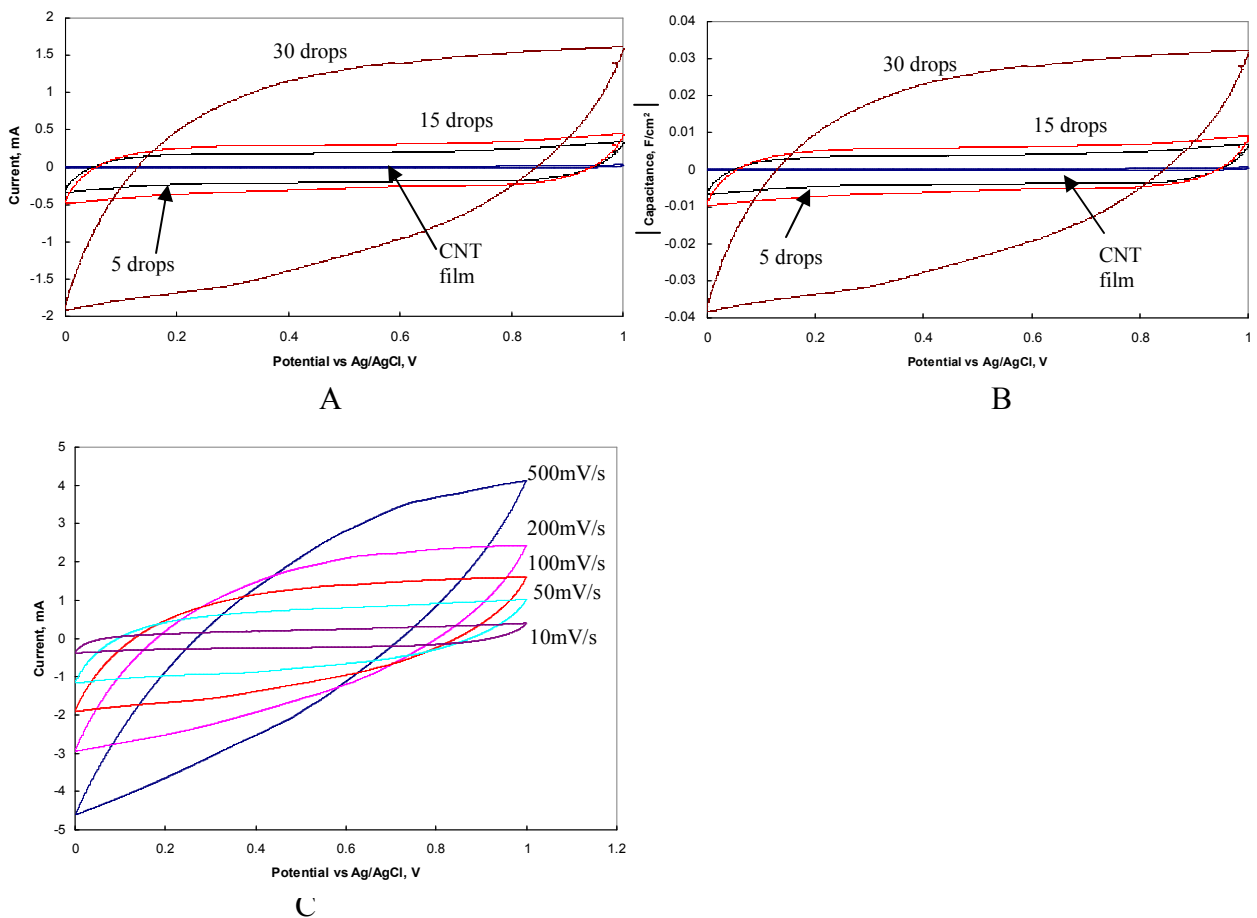 2
1.5
1
0.5
0
-0.5
-1
-1.5
-2
Current, mA
30 drops
15 drops
5 drops
CNT
film
0 0.2 0.4 0.6 0.8 1
Potential vs Ag/AgCl, V
A
0.04
0.03
0.02
0.01
0
-0.01
-0.02
-0.03
-0.04
|Capacitance, F/cm²|
30 drops
15 drops
5 drops
CNT
film
0 0.2 0.4 0.6 0.8 1
Potential vs Ag/AgCl, V
B
5
4
3
2
1
0
-1
-2
-3
-4
-5
Current, mA
500mV/s
200mV/s
100mV/s
50mV/s
10mV/s
0 0.2 0.4 0.6 0.8 1 1.2
Potential vs Ag/AgCl, V
C